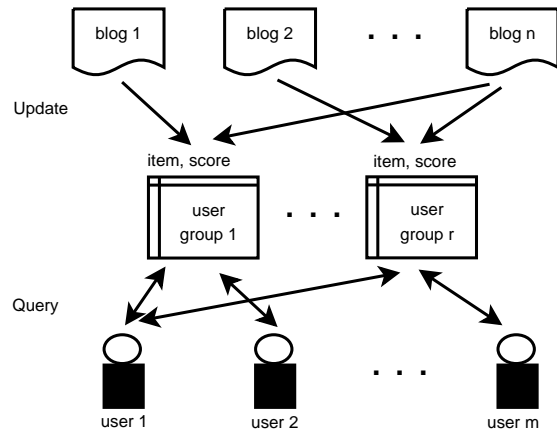 blog 1
blog 2
. . .
blog n
Update
item, score
item, score
user
group 1
. . .
user
group r
Query
. . .
user 1
user 2
user m